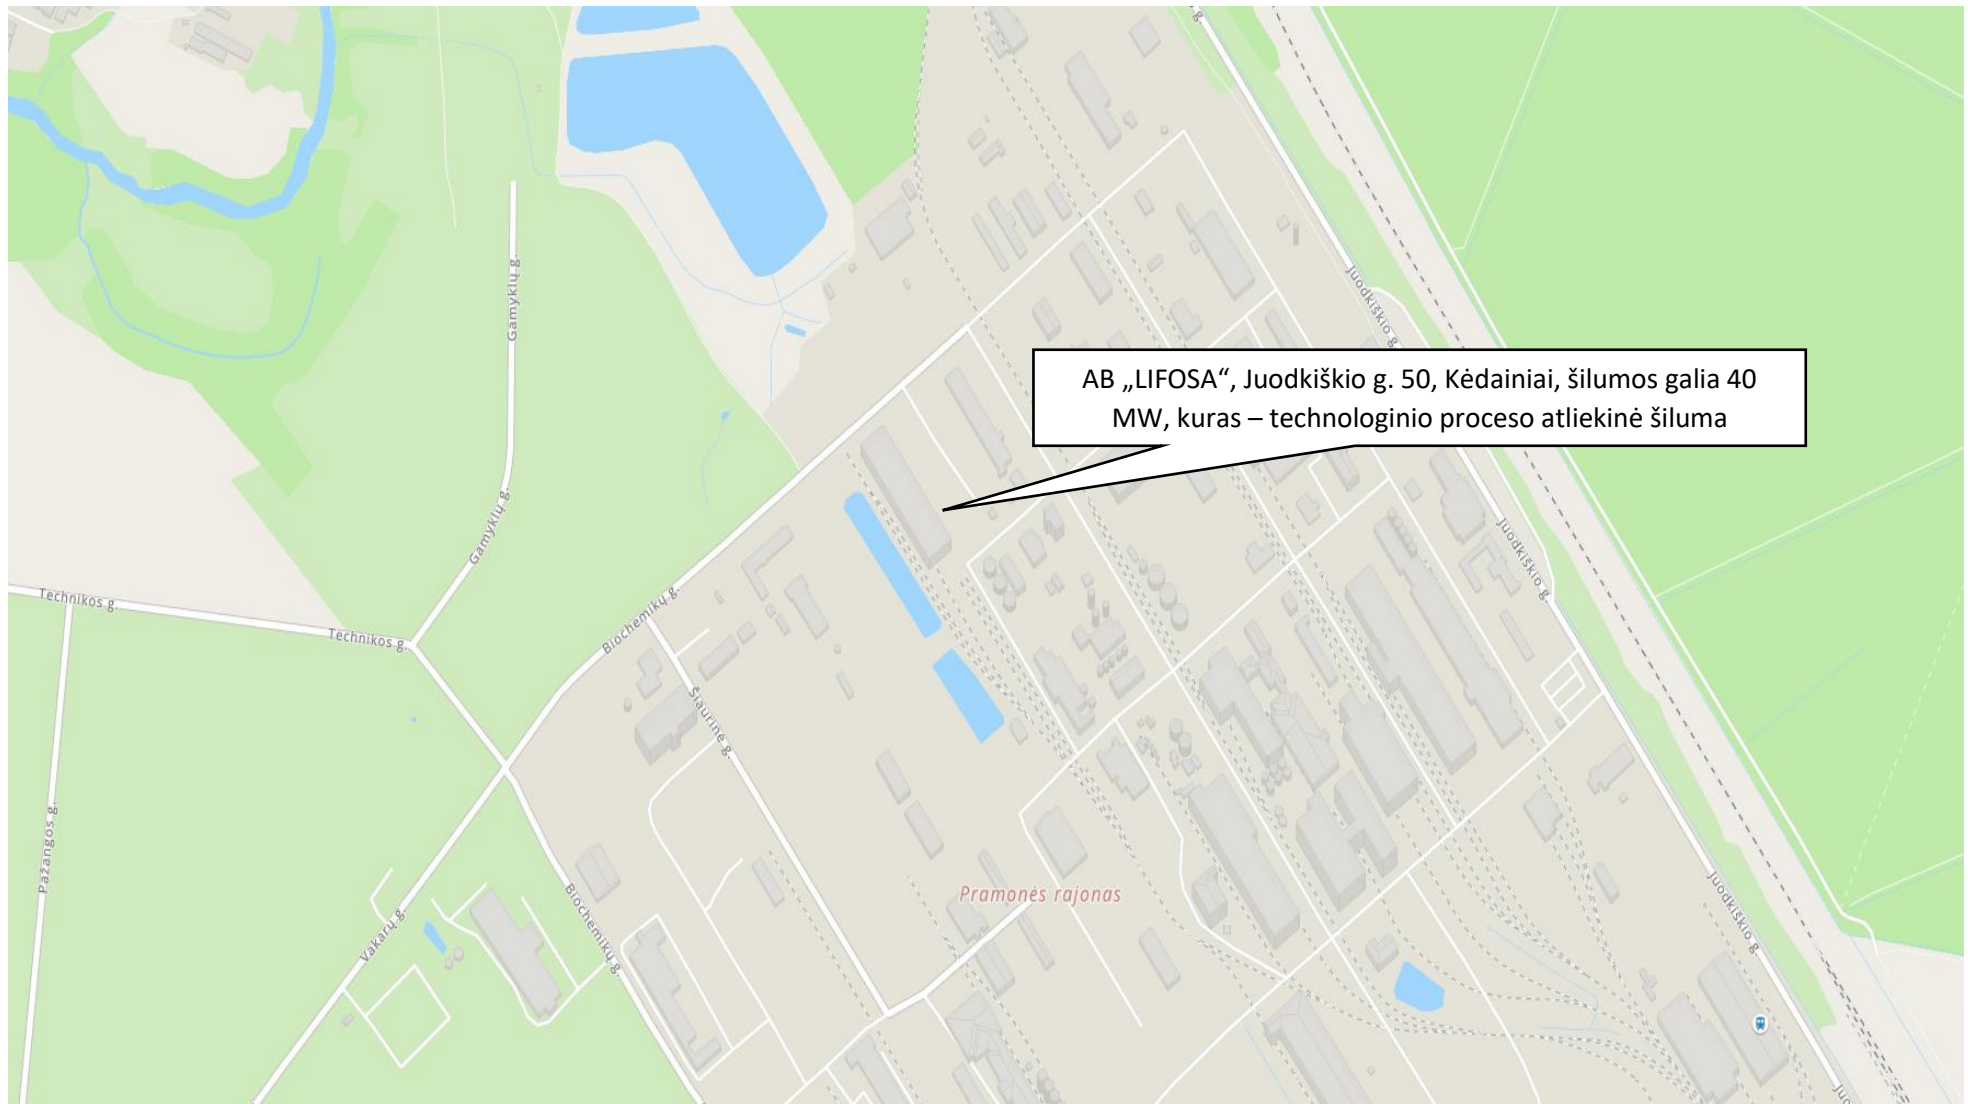 Gamyklų g.
Juodkiškio g.
AB „LIFOSA“, Juodkiškio g. 50, Kėdainiai, šilumos galia 40
MW, kuras – technologinio proceso atliekinė šiluma
Gamyklų g.
Juodkiškio g.
Technikos g.
Technikos g.
Biochemikų g.
Šiaurinė g.
Pažangos g.
Pramonės rajonas
Biochemikų g.
Vakarų g.
Juodkiškio g.